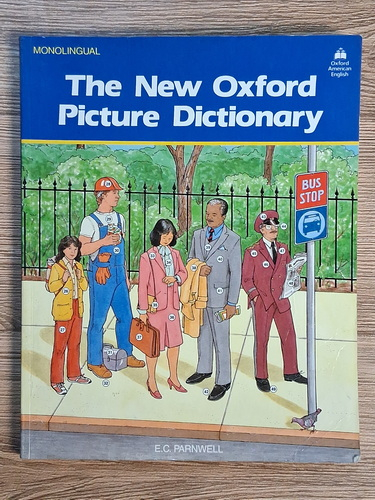 MONOLINGUAL
Oxford
American
English
The New Oxford
Picture Dictionary
BUS
STOP
E.C. PARNWELL